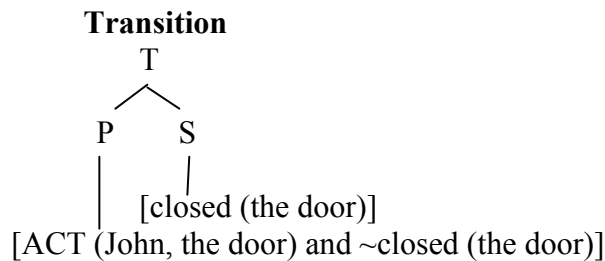 Transition
T
P S
[closed (the door)]
[ACT (John, the door) and ~closed (the door)]